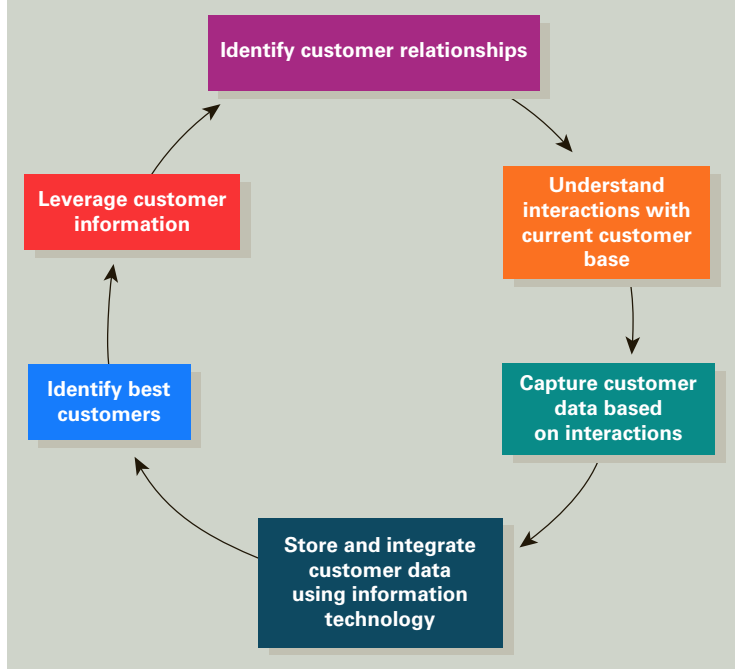 Identify customer relationships
Understand
interactions with
current customer
base
Capture customer
data based
on interactions
Store and integrate
customer data
using information
technology
Identify best
customers
Leverage customer
information